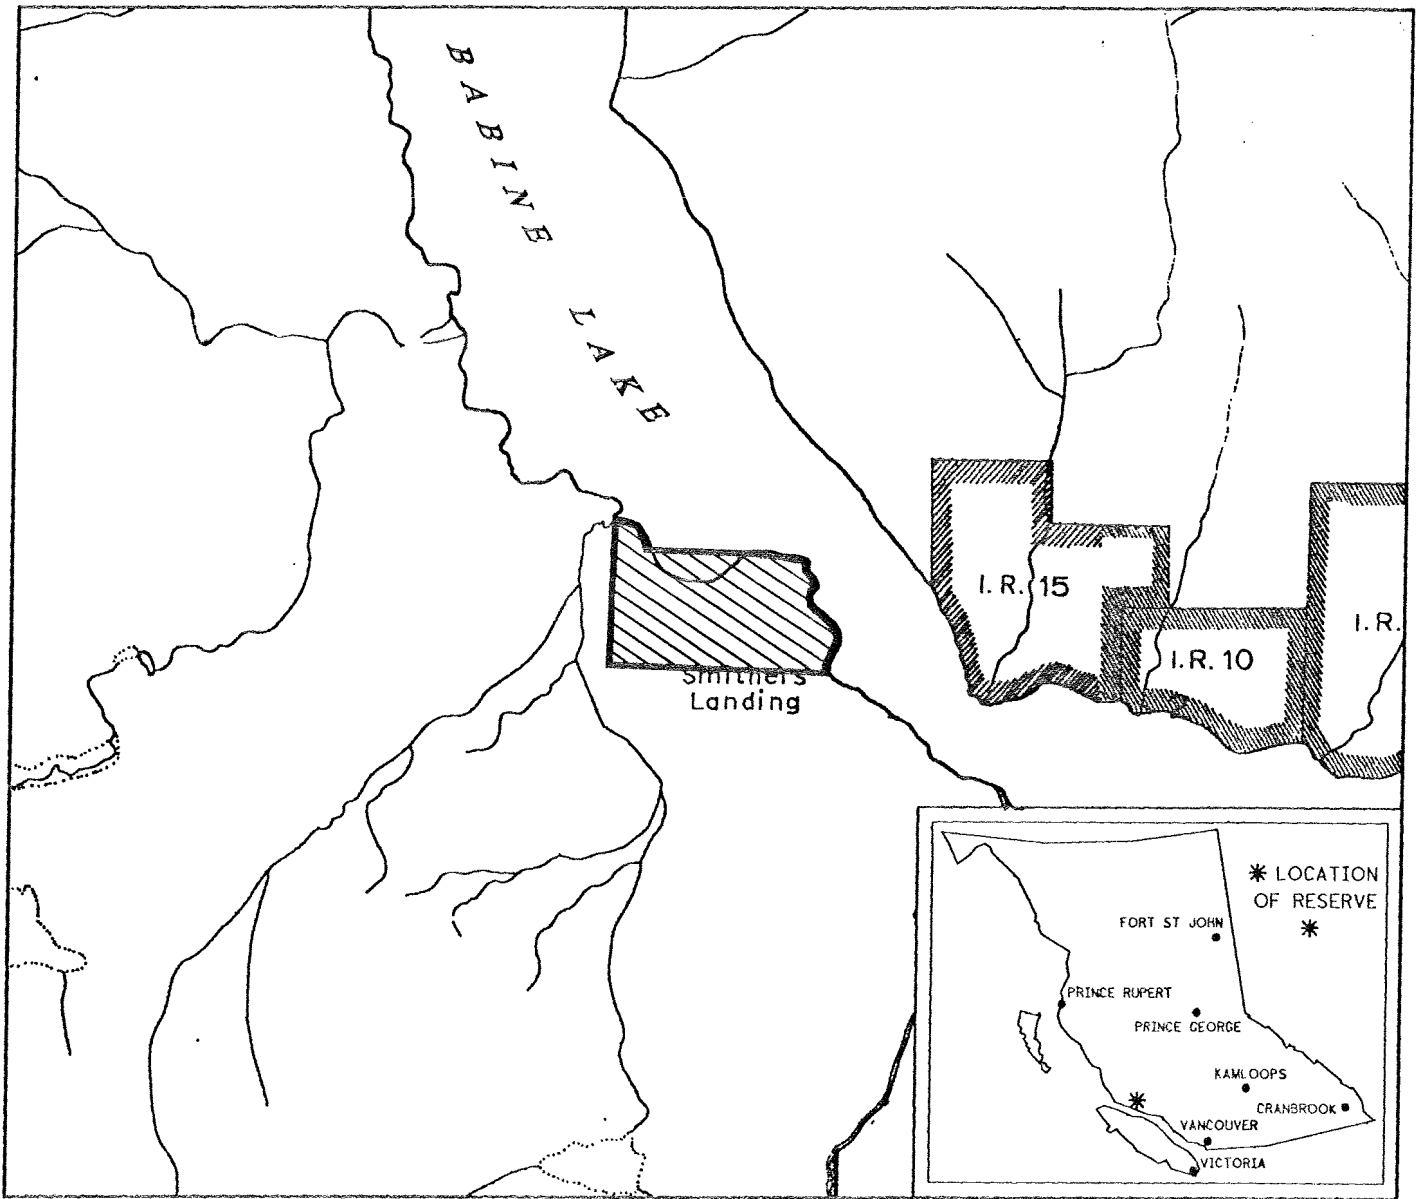 BABINE LAKE
I.R. 15
I.R.
I.R. 10
Smithers
Landing
* LOCATION
OF RESERVE
*
FORT ST JOHN
PRINCE RUPERT
PRINCE GEORGE
KAMLOOPS
CRANBROOK
VANCOUVER
VICTORIA